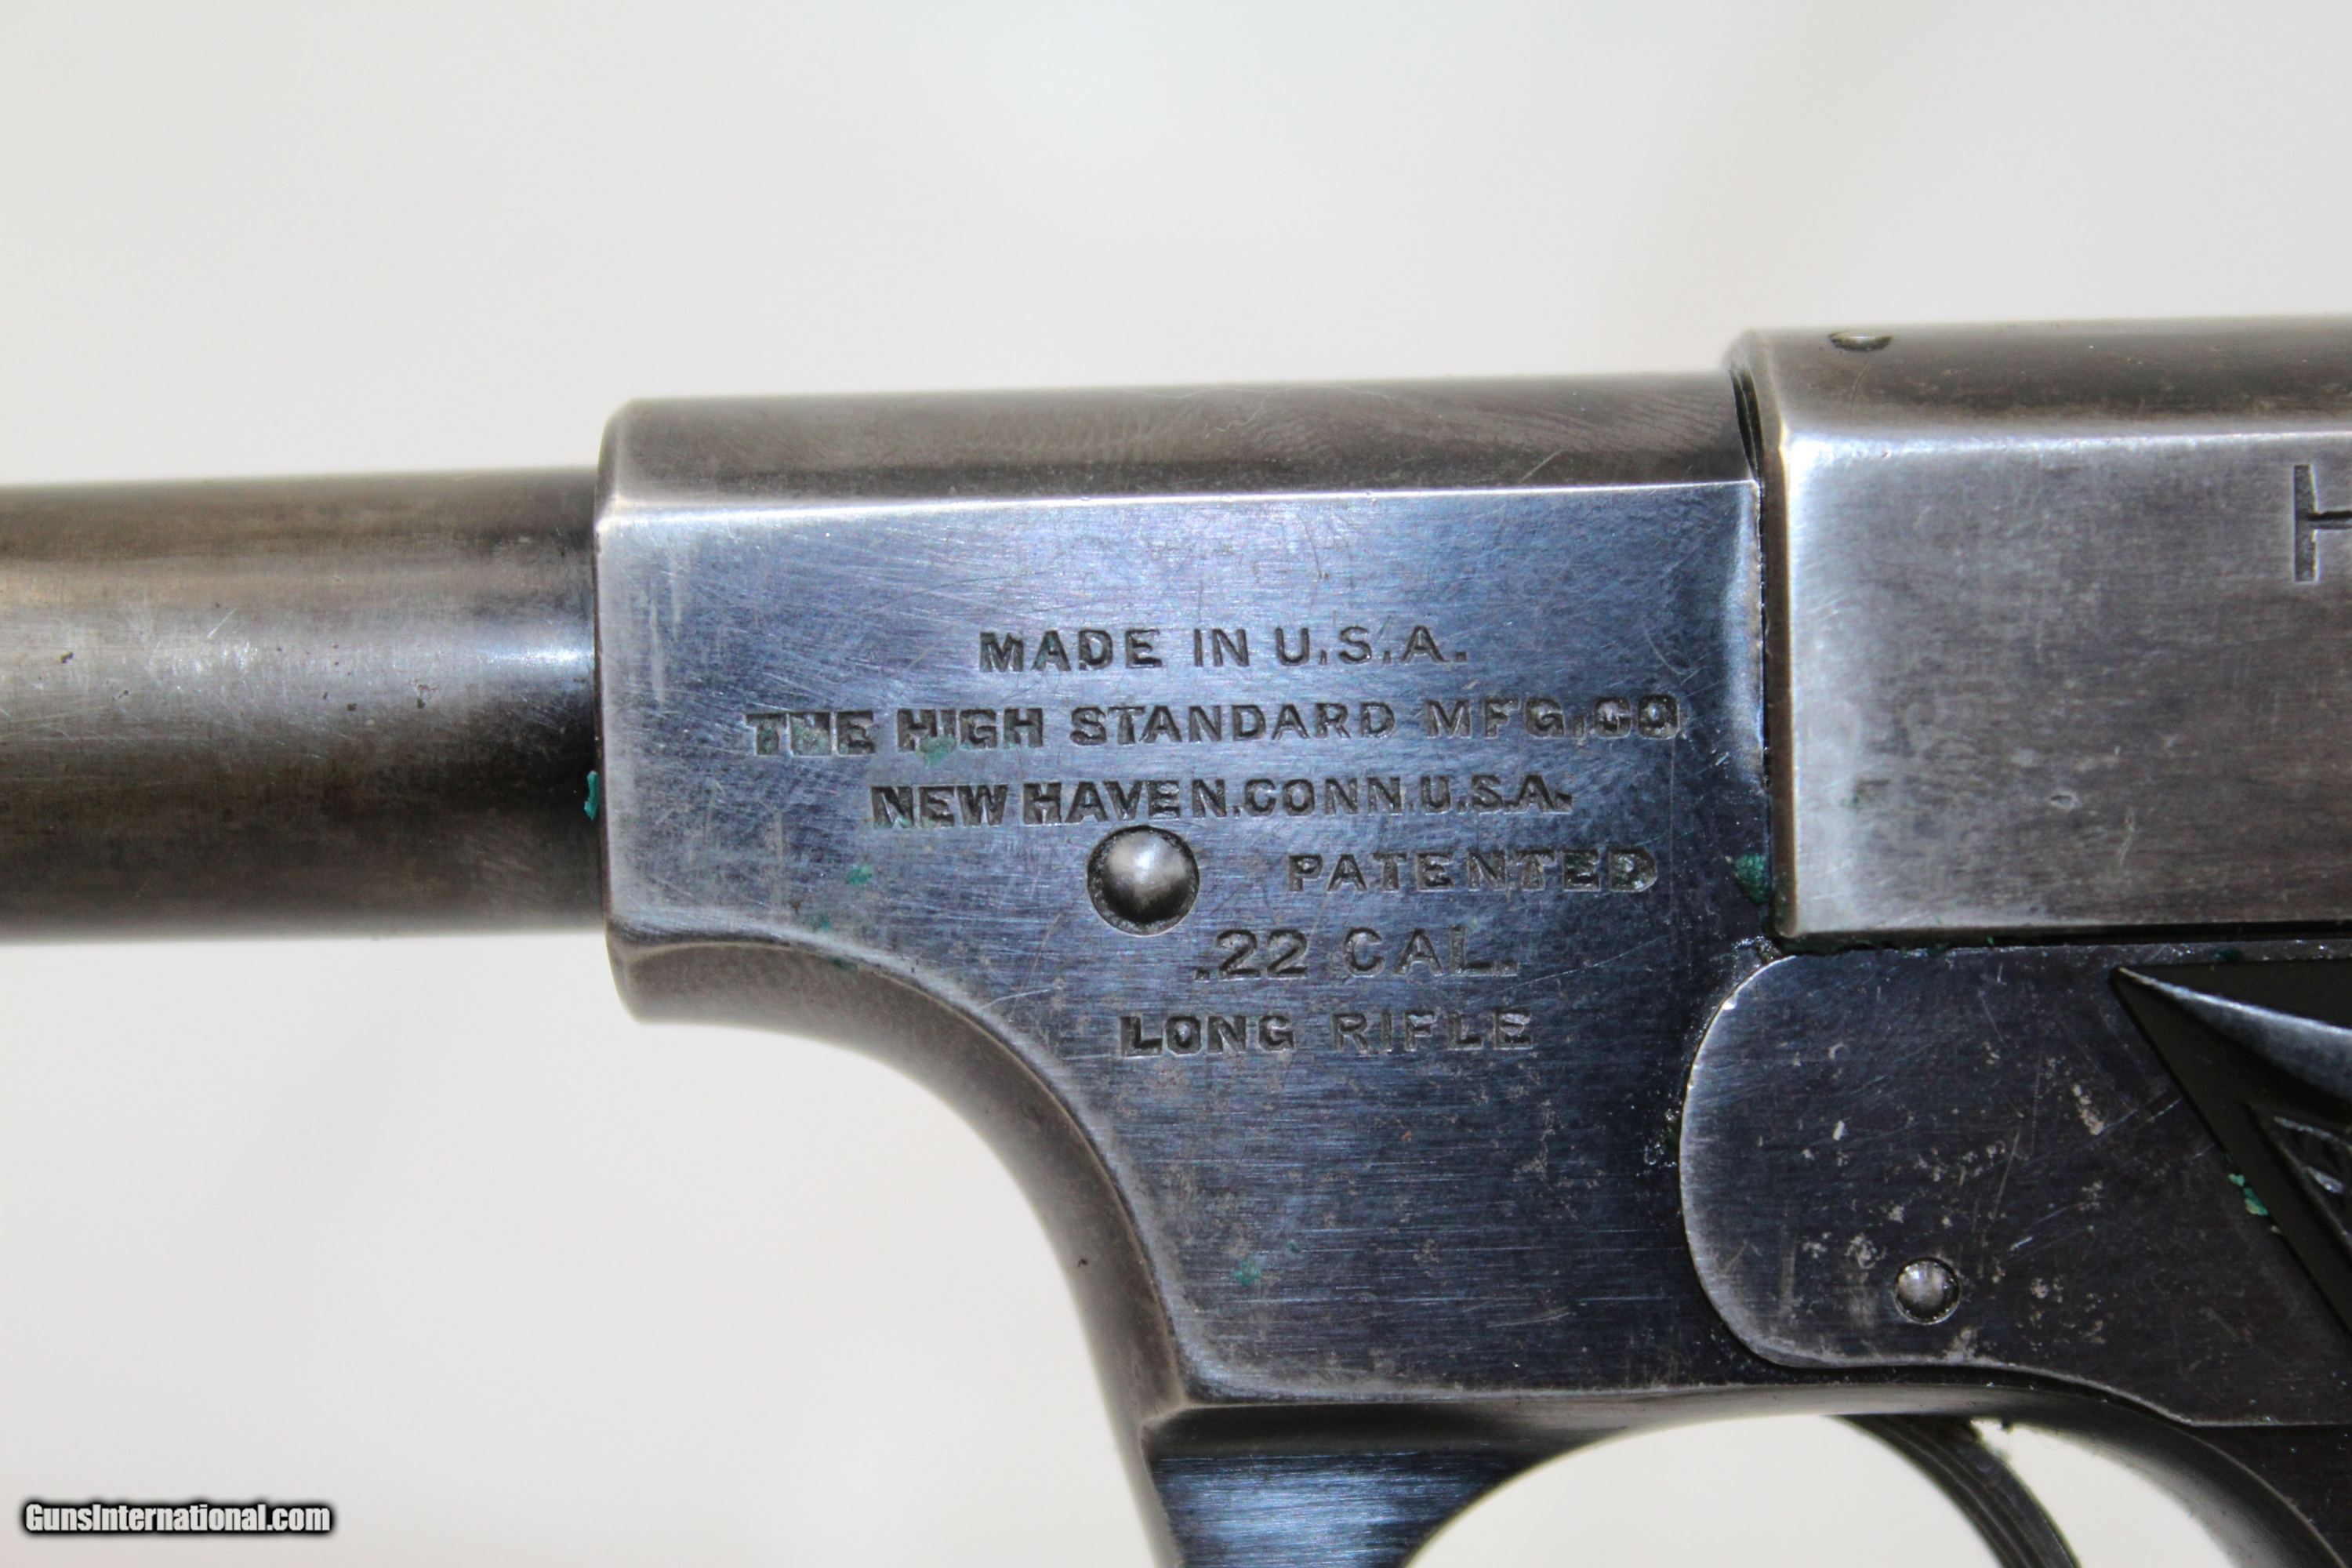 MADE IN U.S.A.
THE HIGH STANDARD MFG.CO.
NEW HAVEN.CONN.U.S.A.
PATENTED
.22 CAL.
LONG RIFLE
H
GunsInternational.com